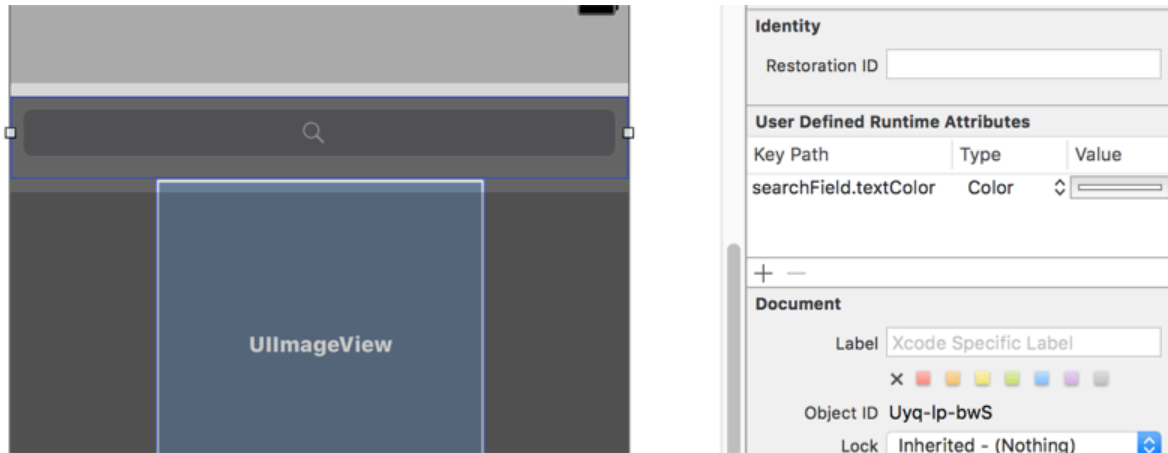 Identity
Restoration ID
User Defined Runtime Attributes
Key Path Type Value
searchField.textColor Color
Document
Label Xcode Specific Label
Object ID Uyq-lp-bwS
Lock Inherited - (Nothing)
UIImageView